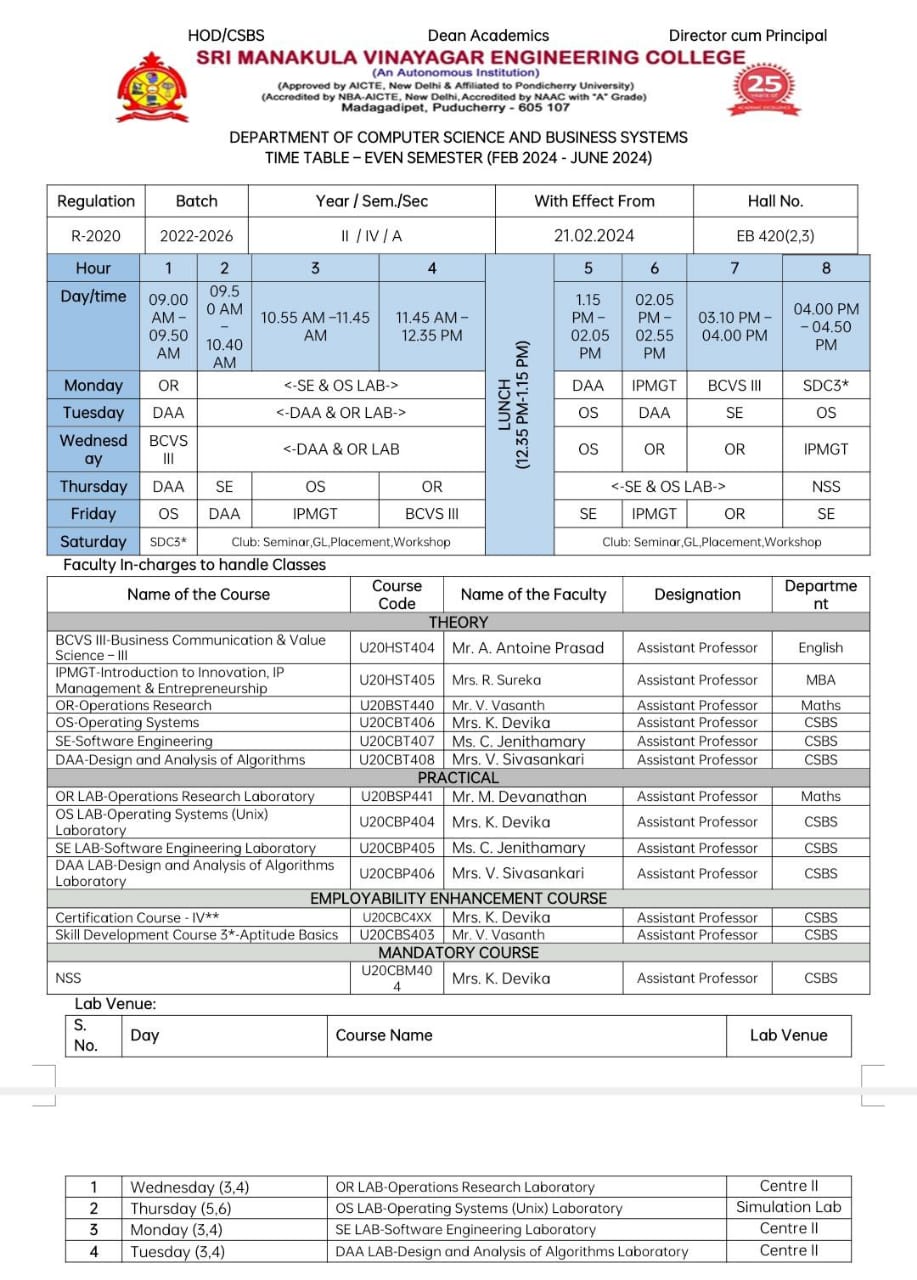 HOD/CSBS Dean Academics Director cum Principal
SRI MANAKULA VINAYAGAR ENGINEERING COLLEGE
(An Autonomous Institution)
(Approved by AICTE, New Delhi & Affiliated to Pondicherry University)
(Accredited by NBA-AICTE, New Delhi, Accredited by NAAC with "A" Grade)
Madagadipet, Puducherry - 605 107
25
DEPARTMENT OF COMPUTER SCIENCE AND BUSINESS SYSTEMS
TIME TABLE – EVEN SEMESTER (FEB 2024 - JUNE 2024)
Regulation Batch Year / Sem./Sec With Effect From Hall No.
R-2020 2022-2026 II / IV / A 21.02.2024 EB 420(2,3)
Hour 1 2 3 4 5 6 7 8
Day/time 09.00 AM – 09.50 AM 09.50 AM – 10.40 AM 10.55 AM –11.45 AM 11.45 AM – 12.35 PM LUNCH (12.35 PM-1.15 PM) 1.15 PM – 02.05 PM 02.05 PM – 02.55 PM 03.10 PM – 04.00 PM 04.00 PM – 04.50 PM
Monday OR <-SE & OS LAB-> DAA IPMGT BCVS III SDC3*
Tuesday DAA <-DAA & OR LAB-> OS DAA SE OS
Wednesday BCVS III <-DAA & OR LAB OS OR OR IPMGT
Thursday DAA SE OS OR <-SE & OS LAB-> NSS
Friday OS DAA IPMGT BCVS III SE IPMGT OR SE
Saturday SDC3* Club: Seminar,GL,Placement,Workshop Club: Seminar,GL,Placement,Workshop
Faculty In-charges to handle Classes
Name of the Course Course Code Name of the Faculty Designation Department
THEORY
BCVS III-Business Communication & Value Science – III U20HST404 Mr. A. Antoine Prasad Assistant Professor English
IPMGT-Introduction to Innovation, IP Management & Entrepreneurship U20HST405 Mrs. R. Sureka Assistant Professor MBA
OR-Operations Research U20BST440 Mr. V. Vasanth Assistant Professor Maths
OS-Operating Systems U20CBT406 Mrs. K. Devika Assistant Professor CSBS
SE-Software Engineering U20CBT407 Ms. C. Jenithamary Assistant Professor CSBS
DAA-Design and Analysis of Algorithms U20CBT408 Mrs. V. Sivasankari Assistant Professor CSBS
PRACTICAL
OR LAB-Operations Research Laboratory U20BSP441 Mr. M. Devanathan Assistant Professor Maths
OS LAB-Operating Systems (Unix) Laboratory U20CBP404 Mrs. K. Devika Assistant Professor CSBS
SE LAB-Software Engineering Laboratory U20CBP405 Ms. C. Jenithamary Assistant Professor CSBS
DAA LAB-Design and Analysis of Algorithms Laboratory U20CBP406 Mrs. V. Sivasankari Assistant Professor CSBS
EMPLOYABILITY ENHANCEMENT COURSE
Certification Course - IV** U20CBC4XX Mrs. K. Devika Assistant Professor CSBS
Skill Development Course 3*-Aptitude Basics U20CBS403 Mr. V. Vasanth Assistant Professor CSBS
MANDATORY COURSE
NSS U20CBM404 Mrs. K. Devika Assistant Professor CSBS
Lab Venue:
S. No. Day Course Name Lab Venue
1 Wednesday (3,4) OR LAB-Operations Research Laboratory Centre II
2 Thursday (5,6) OS LAB-Operating Systems (Unix) Laboratory Simulation Lab
3 Monday (3,4) SE LAB-Software Engineering Laboratory Centre II
4 Tuesday (3,4) DAA LAB-Design and Analysis of Algorithms Laboratory Centre II